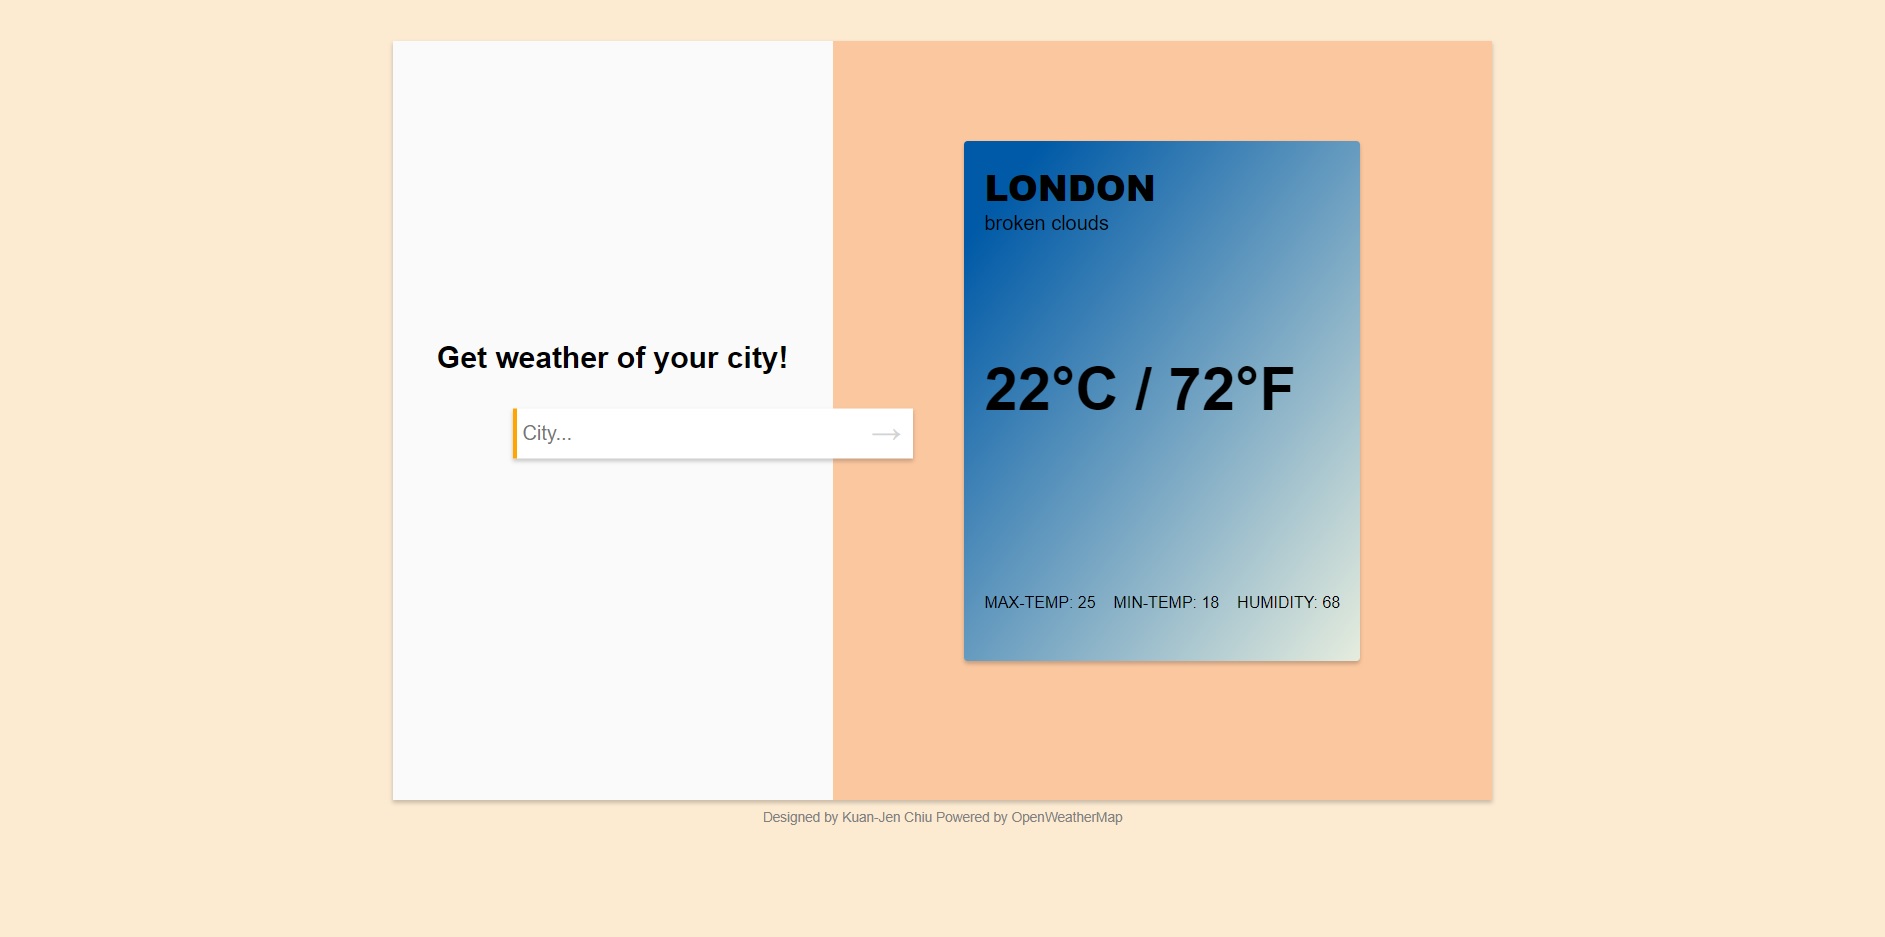 Get weather of your city!
City...
LONDON
broken clouds
22°C / 72°F
MAX-TEMP: 25 MIN-TEMP: 18 HUMIDITY: 68
Designed by Kuan-Jen Chiu Powered by OpenWeatherMap